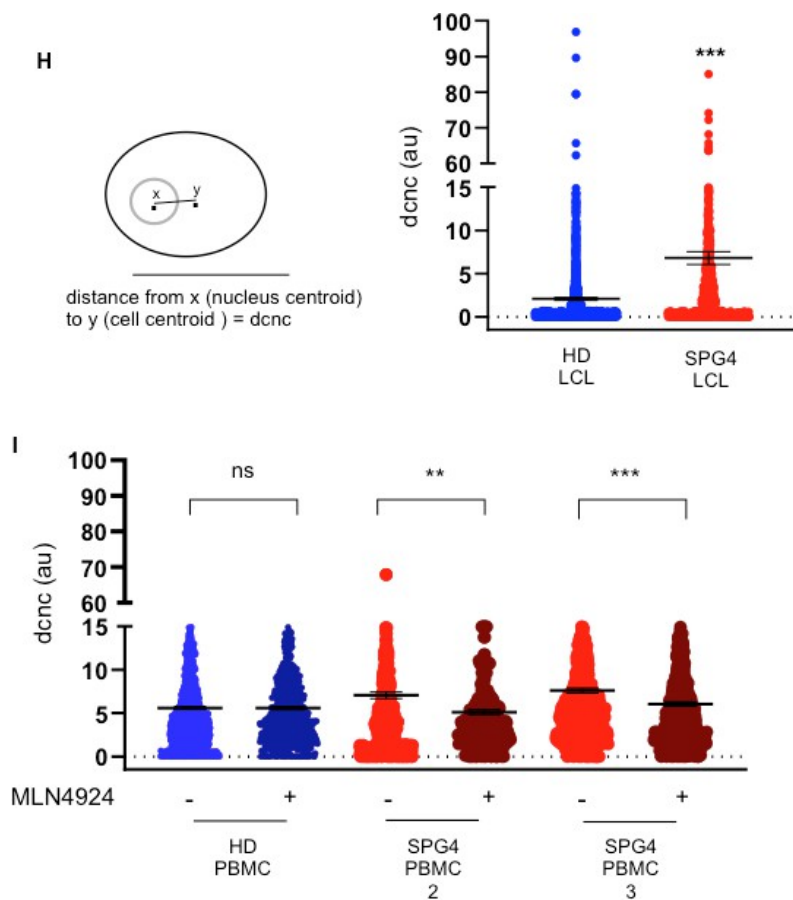 H
x
y
distance from x (nucleus centroid)
to y (cell centroid ) = dcnc
dcnc (au)
100
90
80
70
60
15
10
5
0
***
HD
LCL
SPG4
LCL
I
dcnc (au)
100
90
80
70
60
15
10
5
0
ns
**
***
MLN4924
-
+
-
+
-
+
HD
PBMC
SPG4
PBMC
2
SPG4
PBMC
3